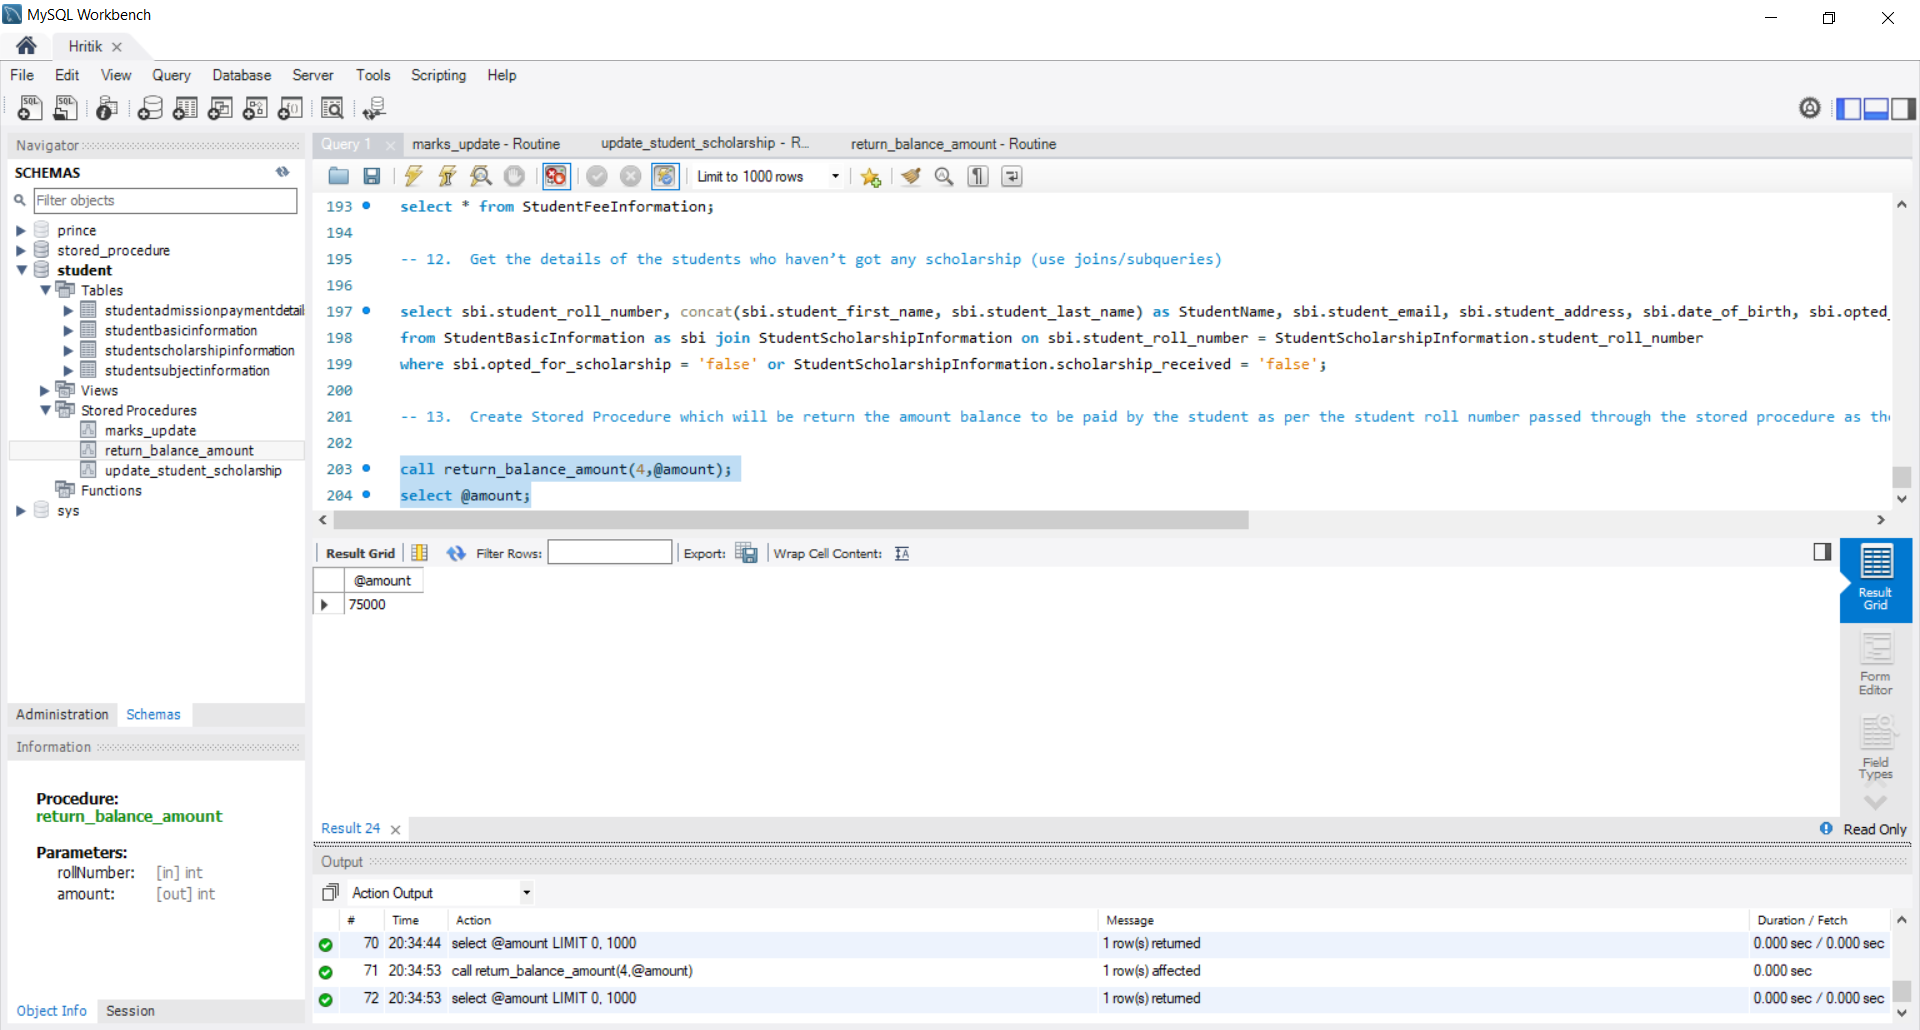 MySQL Workbench
Hritik
File Edit View Query Database Server Tools Scripting Help
Navigator
SCHEMAS
Filter objects
prince
stored_procedure
student
Tables
studentadmissionpaymentdetail
studentbasicinformation
studentscholarshipinformation
studentsubjectinformation
Views
Stored Procedures
marks_update
return_balance_amount
update_student_scholarship
Functions
sys
Administration Schemas
Information
Procedure:
return_balance_amount
Parameters:
rollNumber: [in] int
amount: [out] int
Object Info Session
Query 1 marks_update - Routine update_student_scholarship - R... return_balance_amount - Routine
Limit to 1000 rows
193 select * from StudentFeeInformation;
194
195 -- 12.  Get the details of the students who haven’t got any scholarship (use joins/subqueries)
196
197 select sbi.student_roll_number, concat(sbi.student_first_name, sbi.student_last_name) as StudentName, sbi.student_email, sbi.student_address, sbi.date_of_birth, sbi.opted_
198 from StudentBasicInformation as sbi join StudentScholarshipInformation on sbi.student_roll_number = StudentScholarshipInformation.student_roll_number
199 where sbi.opted_for_scholarship = 'false' or StudentScholarshipInformation.scholarship_received = 'false';
200
201 -- 13.  Create Stored Procedure which will be return the amount balance to be paid by the student as per the student roll number passed through the stored procedure as the
202
203 call return_balance_amount(4,@amount);
204 select @amount;
Result Grid Filter Rows: Export: Wrap Cell Content:
@amount
75000
Result Grid
Form Editor
Field Types
Result 24 Read Only
Output
Action Output
# Time Action Message Duration / Fetch
70 20:34:44 select @amount LIMIT 0, 1000 1 row(s) returned 0.000 sec / 0.000 sec
71 20:34:53 call return_balance_amount(4,@amount) 1 row(s) affected 0.000 sec
72 20:34:53 select @amount LIMIT 0, 1000 1 row(s) returned 0.000 sec / 0.000 sec